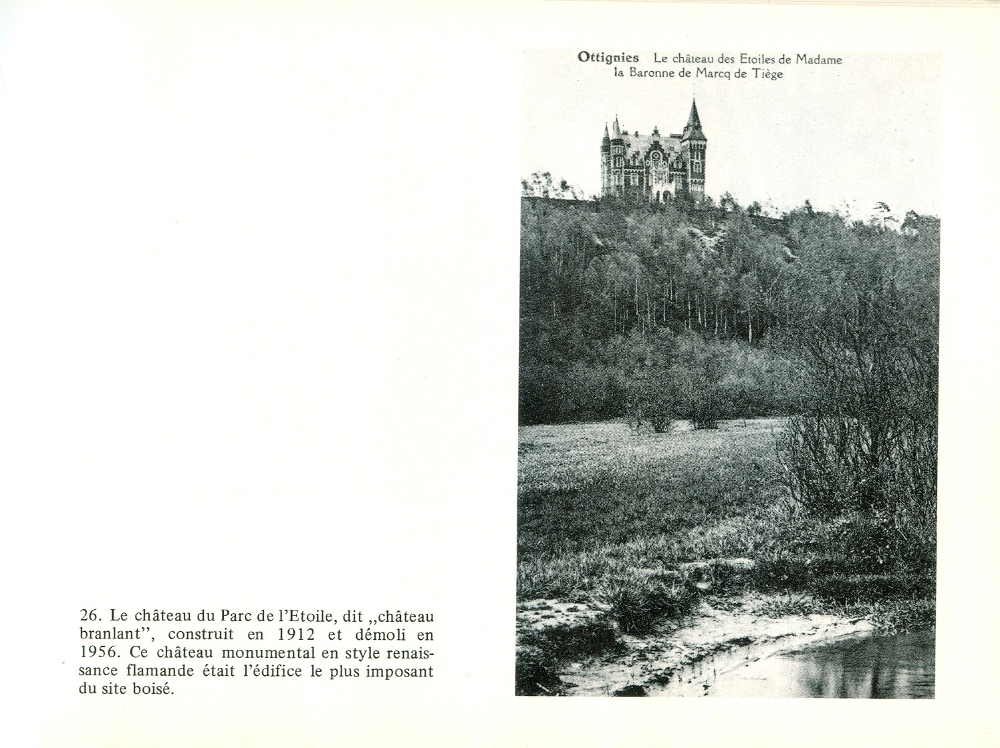 Ottignies Le château des Etoiles de Madame
la Baronne de Marcq de Tiège
26. Le château du Parc de l'Etoile, dit ,,château
branlant”, construit en 1912 et démoli en
1956. Ce château monumental en style renais-
sance flamande était l'édifice le plus imposant
du site boisé.